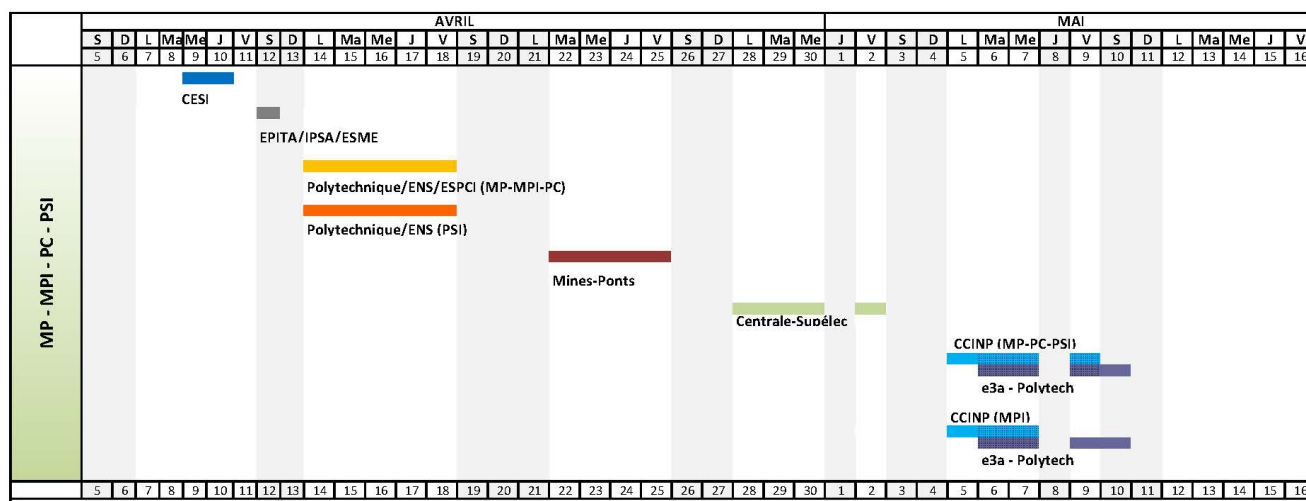 AVRIL MAI
S D L Ma Me J V S D L Ma Me J V S D L Ma Me J V S D L Ma Me J V S D L Ma Me J V S D L Ma Me J V
5 6 7 8 9 10 11 12 13 14 15 16 17 18 19 20 21 22 23 24 25 26 27 28 29 30 1 2 3 4 5 6 7 8 9 10 11 12 13 14 15 16
MP - MPI - PC - PSI
CESI
EPITA/IPSA/ESME
Polytechnique/ENS/ESPCI (MP-MPI-PC)
Polytechnique/ENS (PSI)
Mines-Ponts
Centrale-Supélec
CCINP (MP-PC-PSI)
e3a - Polytech
CCINP (MPI)
e3a - Polytech
5 6 7 8 9 10 11 12 13 14 15 16 17 18 19 20 21 22 23 24 25 26 27 28 29 30 1 2 3 4 5 6 7 8 9 10 11 12 13 14 15 16